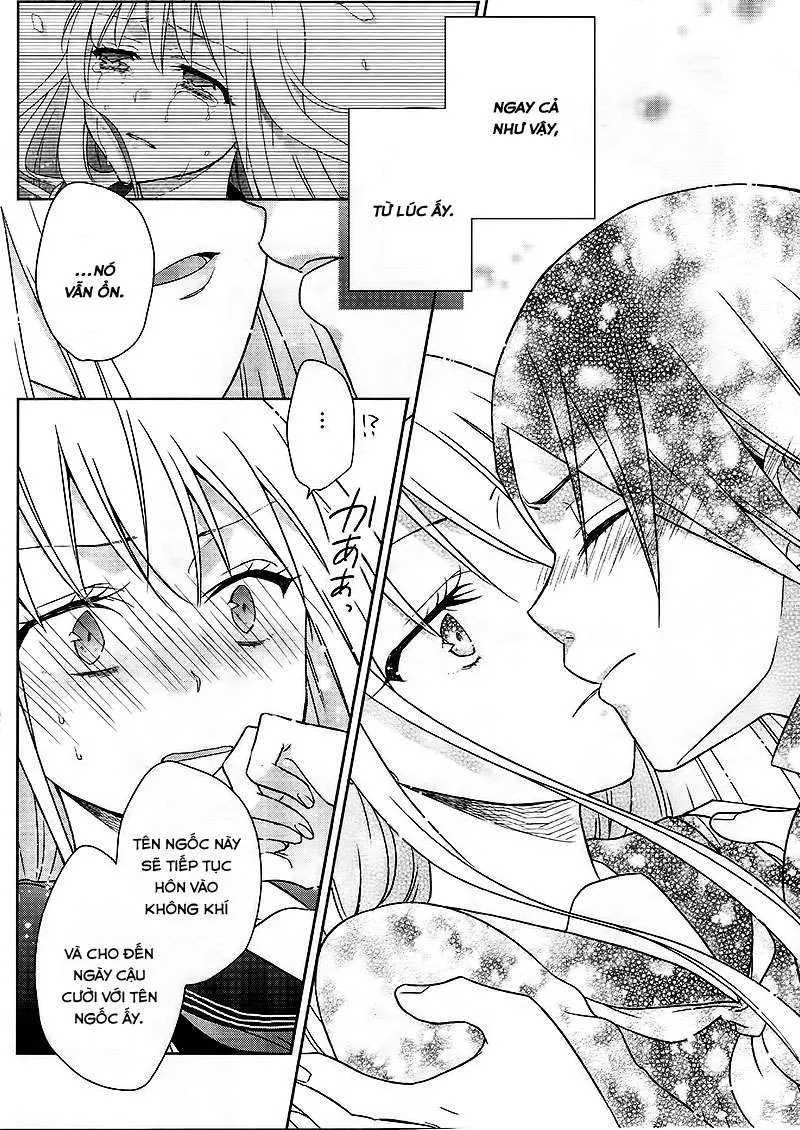 NGAY CẢ
NHƯ VẬY,
TỪ LÚC ẤY.
...NÓ
VẪN ỔN.
...
!?
かあぁ。
TÊN NGỐC NÀY
SẼ TIẾP TỤC
HÔN VÀO
KHÔNG KHÍ
VÀ CHO ĐẾN
NGÀY CẬU
CƯỜI VỚI TÊN
NGỐC ẤY.